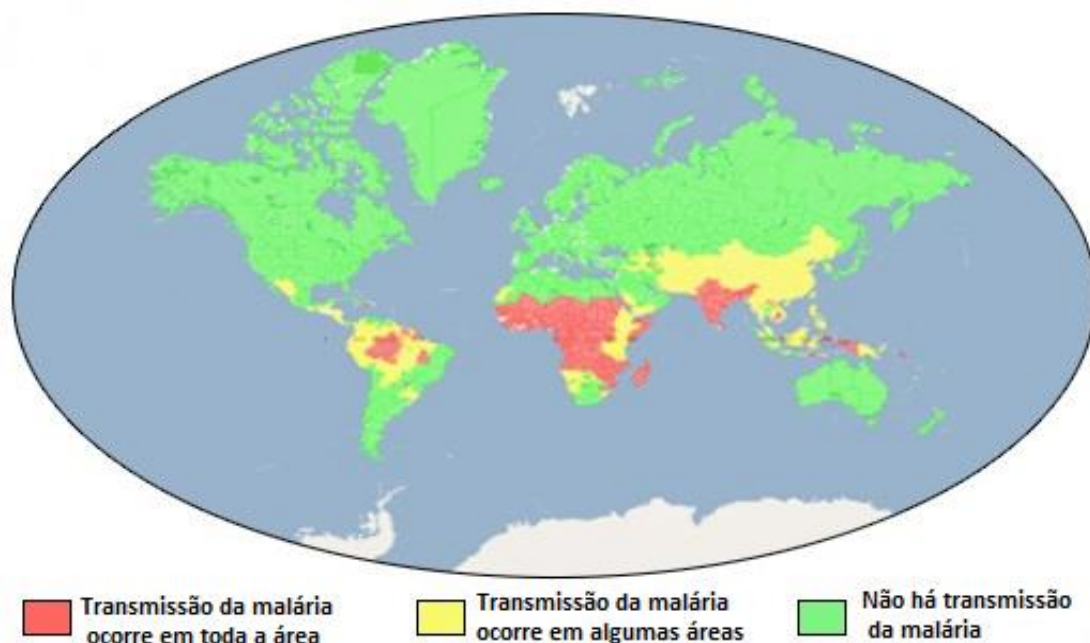 Transmissão da malária
ocorre em toda a área
Transmissão da malária
ocorre em algumas áreas
Não há transmissão
da malária